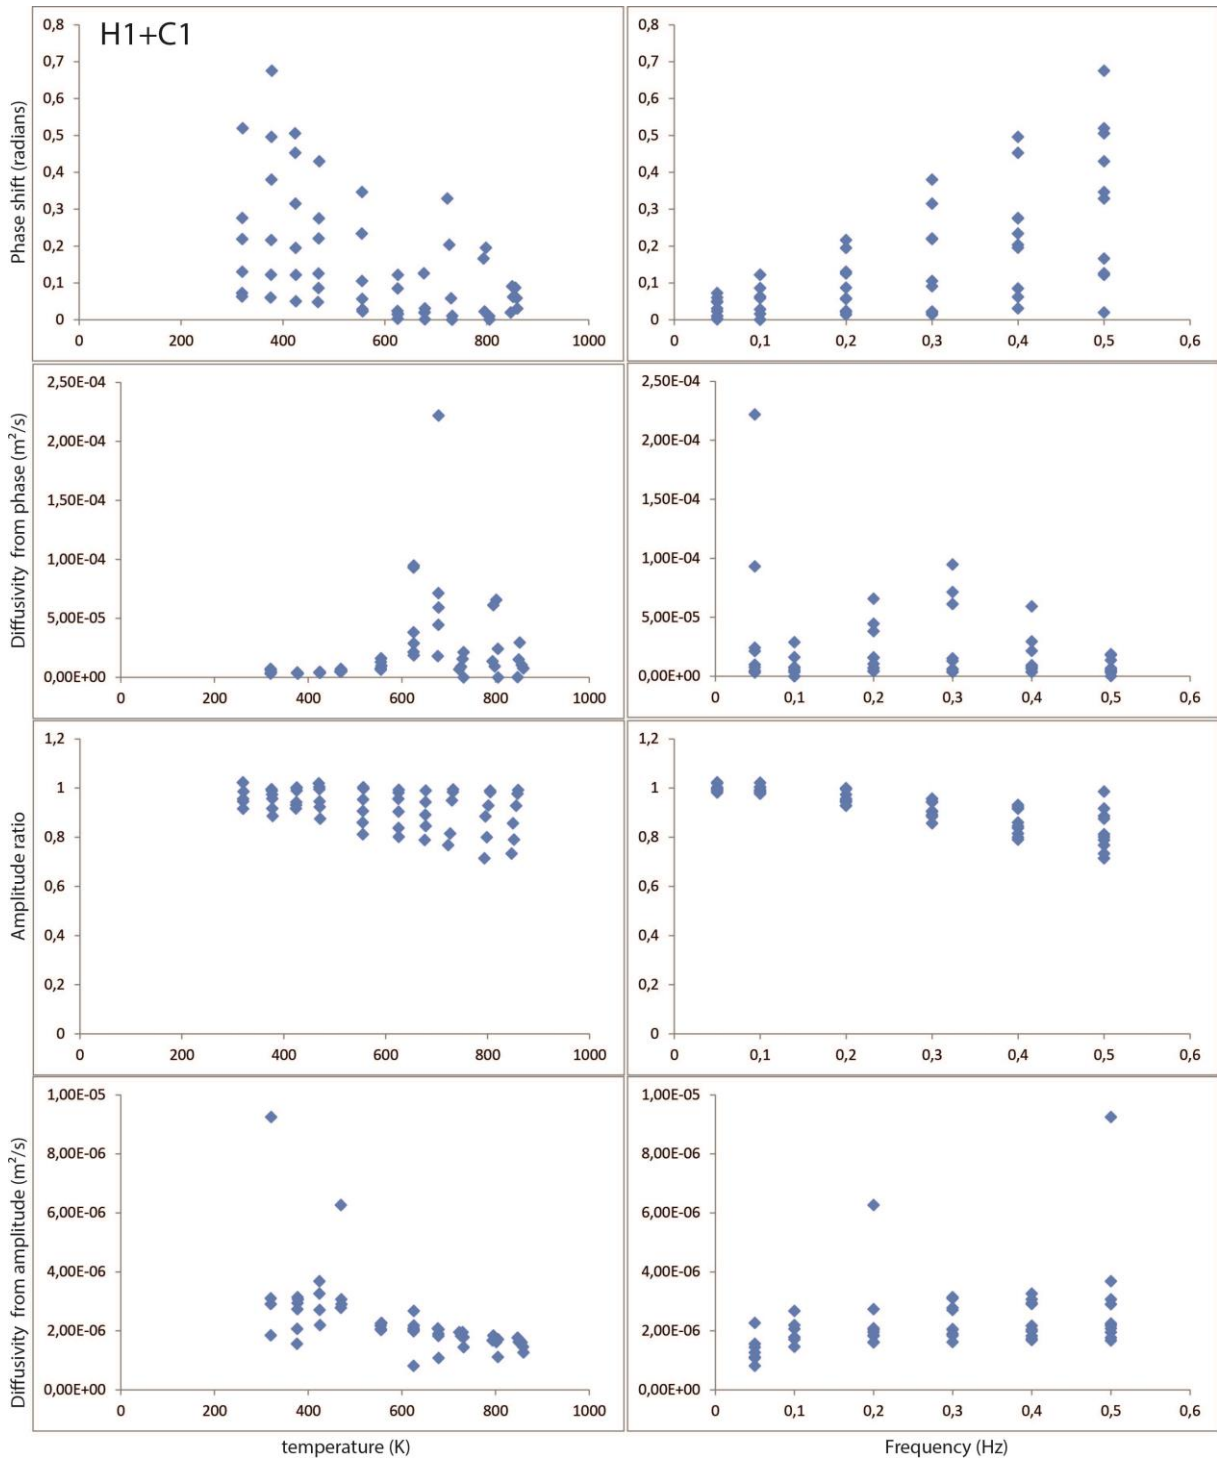 H1+C1
Phase shift (radians)
0,8
0,7
0,6
0,5
0,4
0,3
0,2
0,1
0
0 200 400 600 800 1000
0,8
0,7
0,6
0,5
0,4
0,3
0,2
0,1
0
0 0,1 0,2 0,3 0,4 0,5 0,6
Diffusivity from phase (m²/s)
2,50E-04
2,00E-04
1,50E-04
1,00E-04
5,00E-05
0,00E+00
0 200 400 600 800 1000
2,50E-04
2,00E-04
1,50E-04
1,00E-04
5,00E-05
0,00E+00
0 0,1 0,2 0,3 0,4 0,5 0,6
Amplitude ratio
1,2
1
0,8
0,6
0,4
0,2
0
0 200 400 600 800 1000
1,2
1
0,8
0,6
0,4
0,2
0
0 0,1 0,2 0,3 0,4 0,5 0,6
Diffusivity from amplitude (m²/s)
1,00E-05
8,00E-06
6,00E-06
4,00E-06
2,00E-06
0,00E+00
0 200 400 600 800 1000
temperature (K)
1,00E-05
8,00E-06
6,00E-06
4,00E-06
2,00E-06
0,00E+00
0 0,1 0,2 0,3 0,4 0,5 0,6
Frequency (Hz)